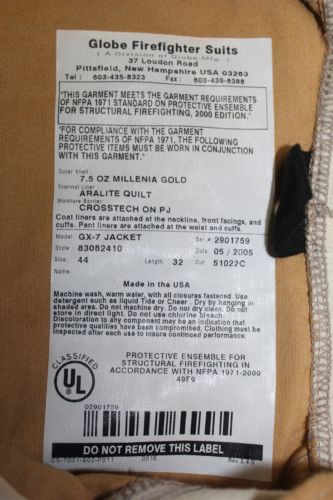 Globe Firefighter Suits
( A Division of Globe Mfg )
37 Loudon Road
Pittsfield, New Hampshire USA 03263
Tel : 603-435-8323 Fax : 603-435-6388
"THIS GARMENT MEETS THE GARMENT REQUIREMENTS
OF NFPA 1971 STANDARD ON PROTECTIVE ENSEMBLE
FOR STRUCTURAL FIREFIGHTING, 2000 EDITION."
"FOR COMPLIANCE WITH THE GARMENT
REQUIREMENTS OF NFPA 1971, THE FOLLOWING
PROTECTIVE ITEMS MUST BE WORN IN CONJUNCTION
WITH THIS GARMENT:
Outer Shell
7.5 OZ MILLENIA GOLD
Thermal Liner
ARALITE QUILT
Moisture Barrier
CROSSTECH ON PJ
Coat liners are attached at the neckline, front facings, and
cuffs. Pant liners are attached at the waist and cuffs.
Model: GX-7 JACKET Ser# 2901759
Style: 83082410 Date: 05 / 2005
Size: 44 Length: 32 Cut: 51022C
Made in the USA
Machine wash, warm water, with all closures fastened. Use
detergent such as liquid Tide or Cheer . Dry by hanging in
shaded area. Do not machine dry. Do not dry clean. Do not
store in direct light. Do not use chlorine bleach.
Discoloration to any component may be an indication that
protective qualities have been compromised. Clothing must be
inspected after each use to insure continued performance.
CLASSIFIED
UL
®
PROTECTIVE ENSEMBLE FOR
STRUCTURAL FIREFIGHTING IN
ACCORDANCE WITH NFPA 1971-2000
49F9
02901759
DO NOT REMOVE THIS LABEL